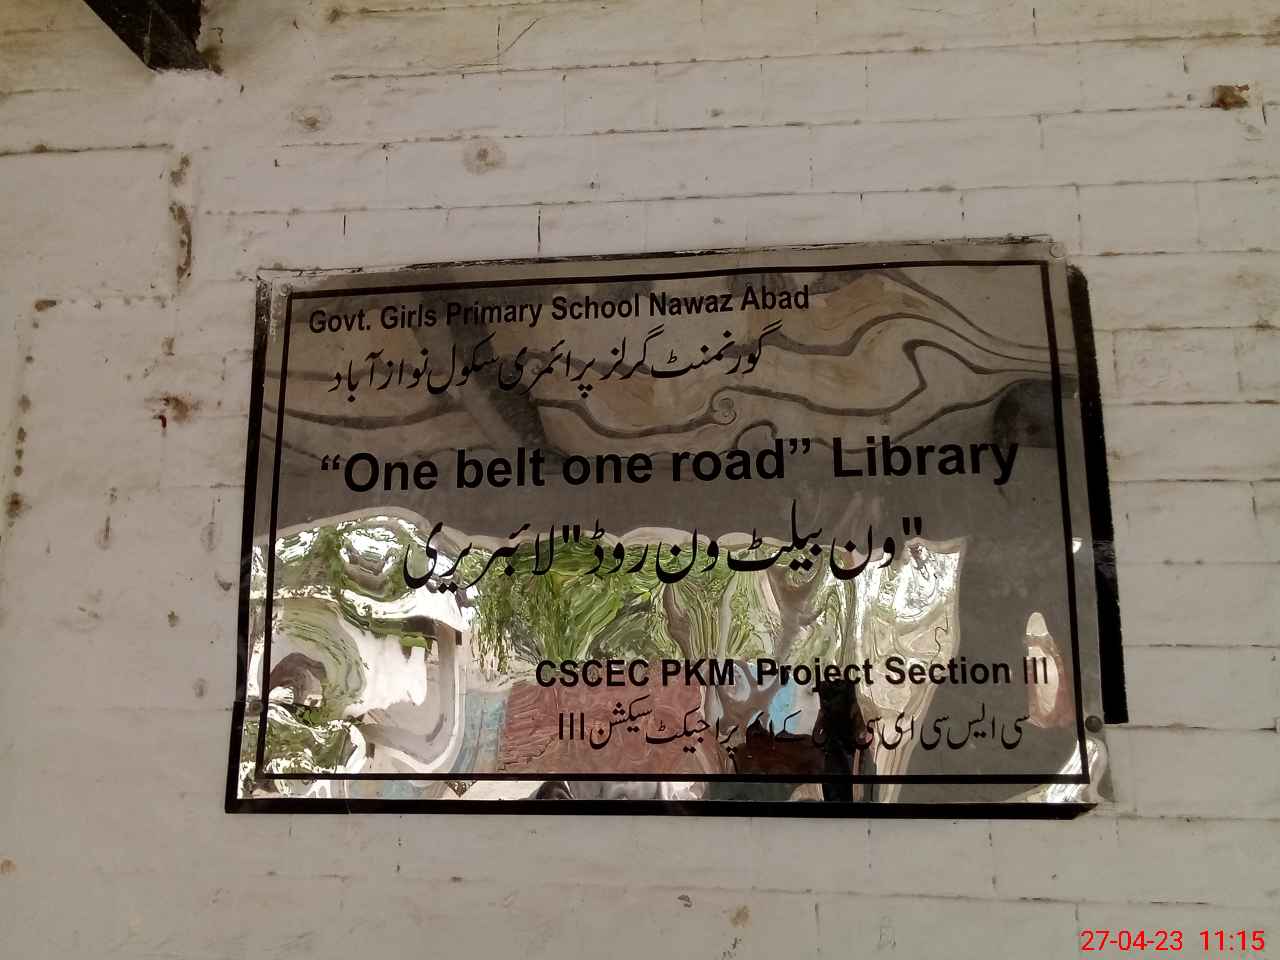 Govt. Girls Primary School Nawaz Abad
گورنمنٹ گرلز پرائمری سکول نواز آباد
“One belt one road” Library
"ون بیلٹ ون روڈ" لائبریری
CSCEC PKM Project Section III
سی ایس سی ای سی کے ایم پراجیکٹ سیکشن III
27-04-23 11:15